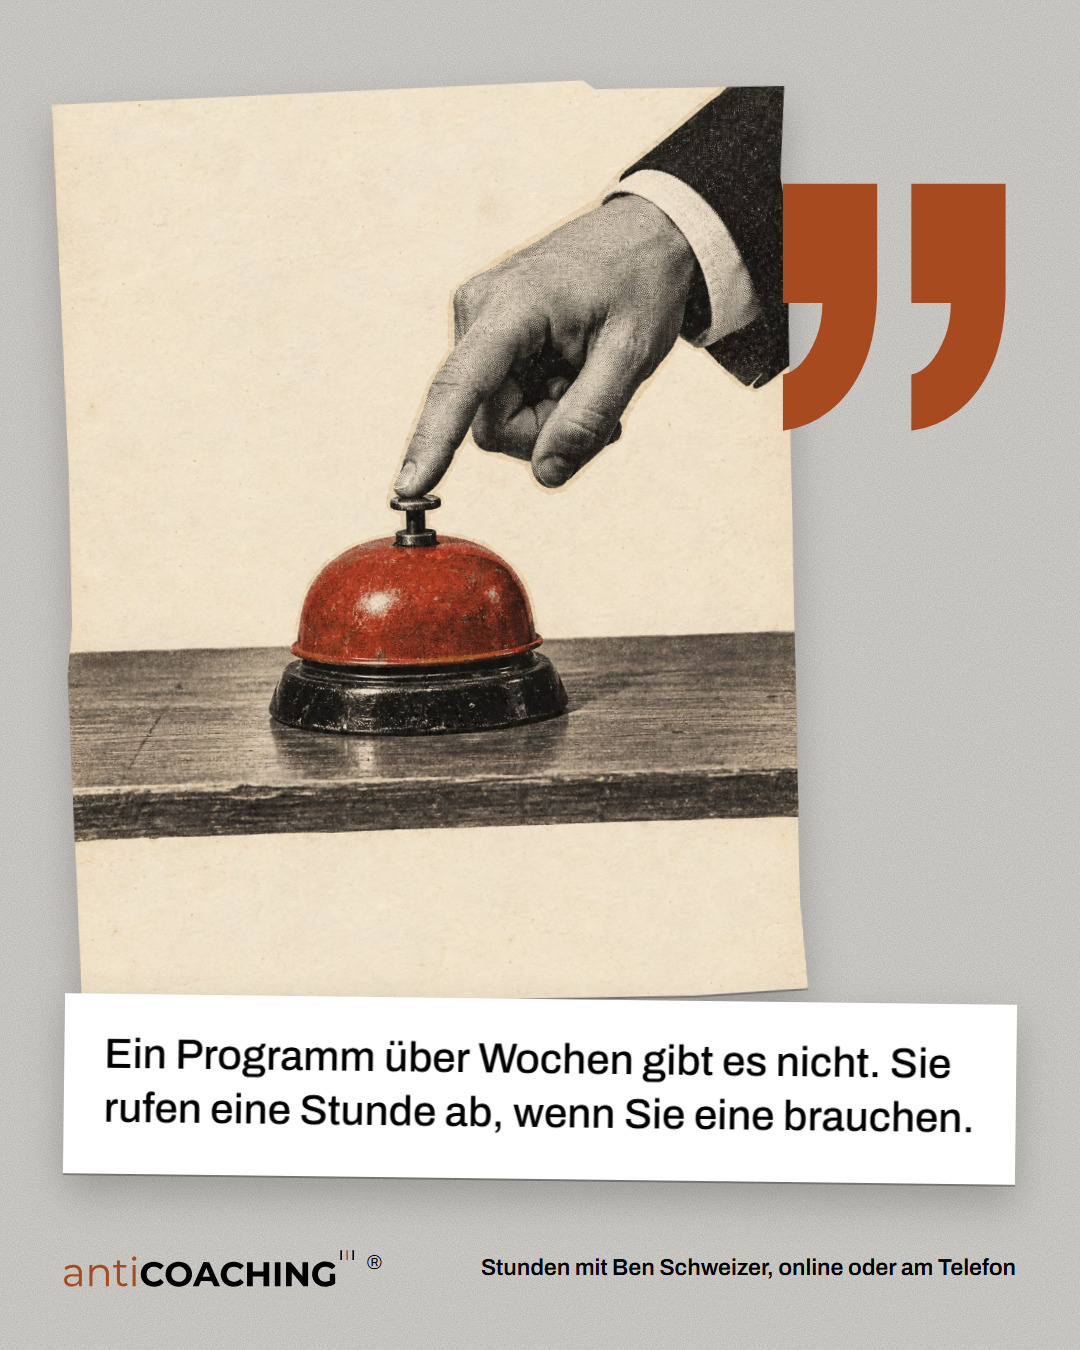 Ein Programm über Wochen gibt es nicht. Sie
rufen eine Stunde ab, wenn Sie eine brauchen.
antiCOACHING ®
Stunden mit Ben Schweizer, online oder am Telefon